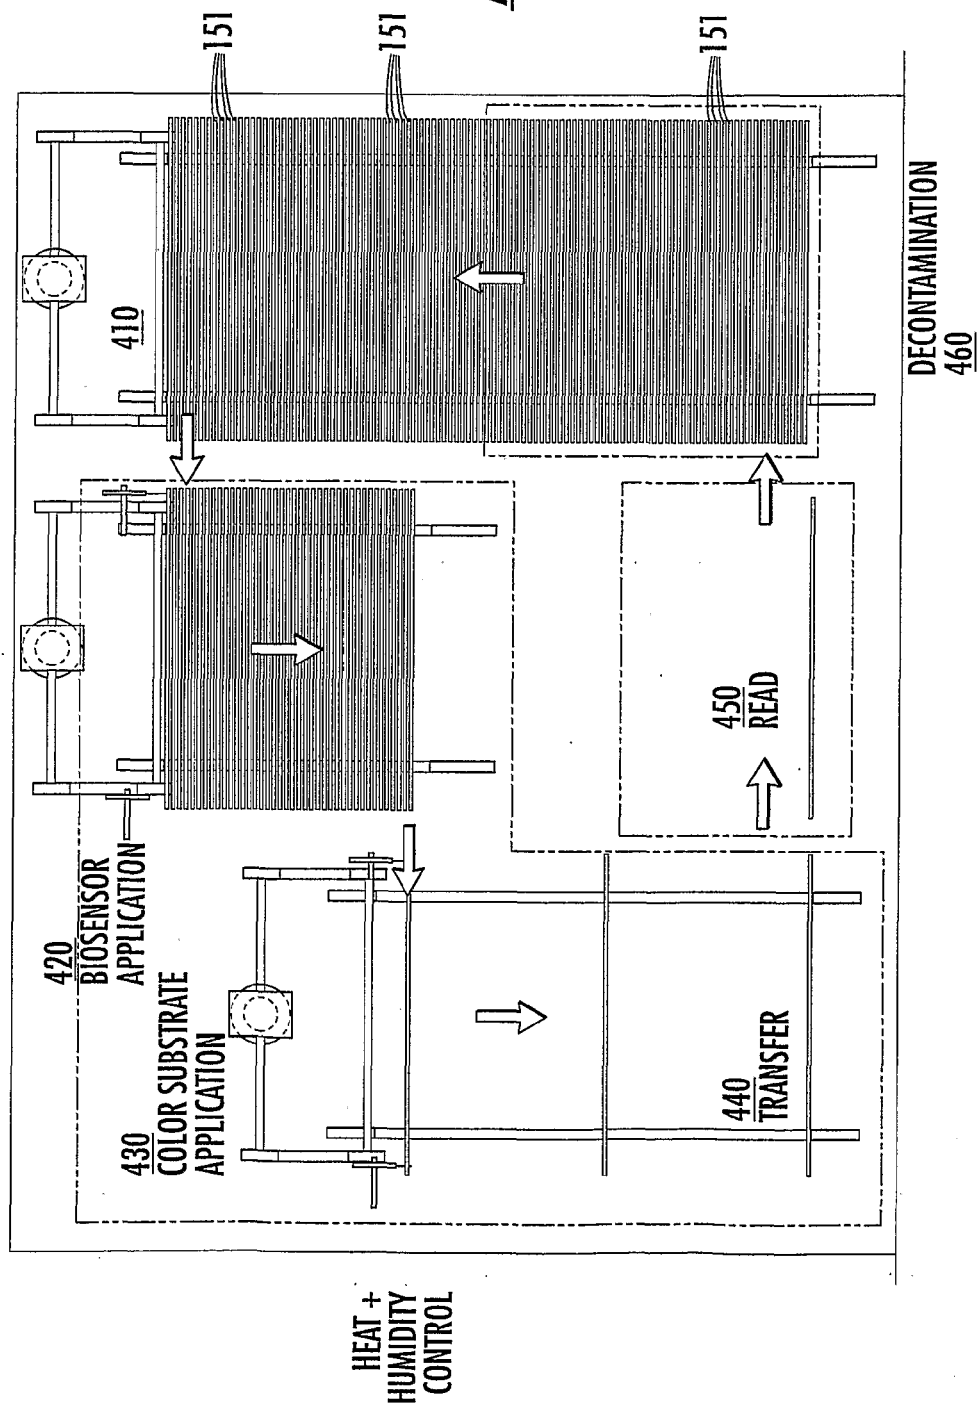 151
151
151
410
420
BIOSENSOR
APPLICATION
430
COLOR SUBSTRATE
APPLICATION
440
TRANSFER
450
READ
DECONTAMINATION
460
HEAT +
HUMIDITY
CONTROL